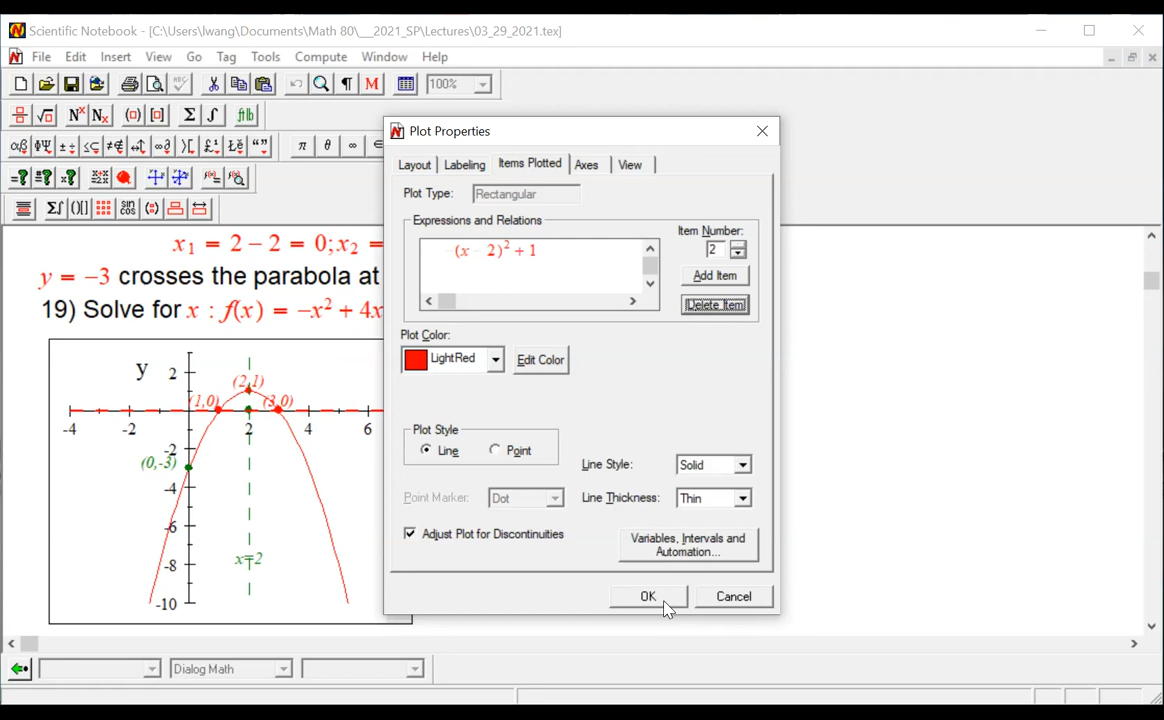 Scientific Notebook - [C:\Users\lwang\Documents\Math 80\__2021_SP\Lectures\03_29_2021.tex]
File Edit Insert View Go Tag Tools Compute Window Help
100%
Plot Properties
Layout Labeling Items Plotted Axes View
Plot Type: Rectangular
Expressions and Relations
-(x - 2)² + 1
Item Number:
2
Add Item
Delete Item
Plot Color:
LightRed Edit Color
Plot Style
Line Point
Line Style: Solid
Point Marker: Dot Line Thickness: Thin
Adjust Plot for Discontinuities
Variables, Intervals and
Automation...
OK Cancel
x₁ = 2 − 2 = 0; x₂ =
y = −3 crosses the parabola at
19) Solve for x : f(x) = −x² + 4x
y 2
(2,1)
(1,0) (3,0)
-4 -2 2 4 6
-2
(0,-3)
-4
-6
-8
x=2
-10
Dialog Math